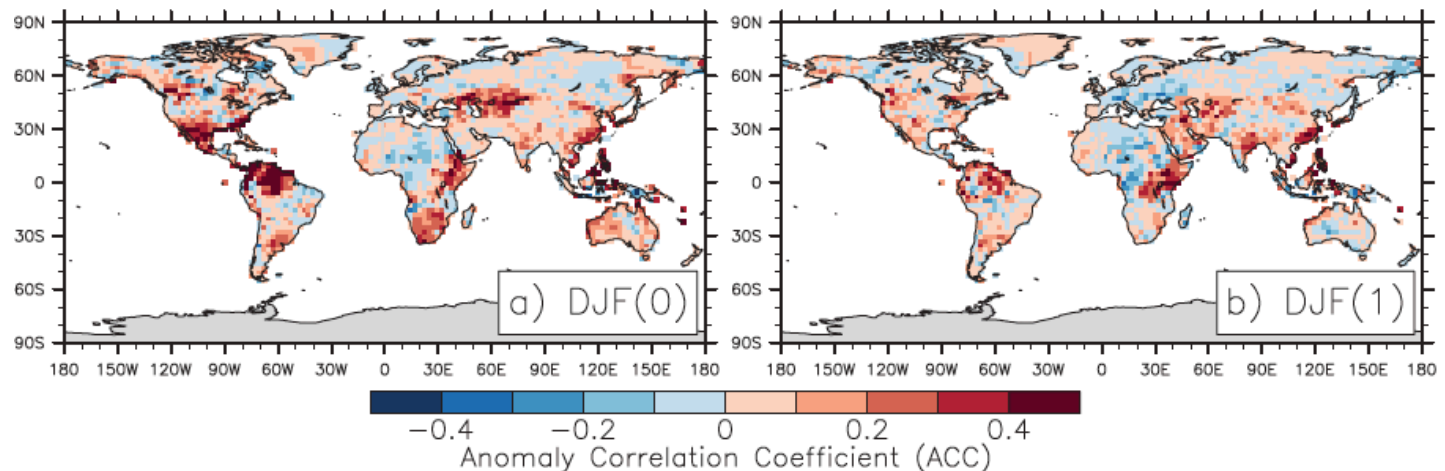 90N 90N
60N 60N
30N 30N
0 0
30S 30S
60S 60S
90S 90S
a) DJF(0) b) DJF(1)
180 150W 120W 90W 60W 30W 0 30E 60E 90E 120E 150E 180 180 150W 120W 90W 60W 30W 0 30E 60E 90E 120E 150E 180
−0.4 −0.2 0 0.2 0.4
Anomaly Correlation Coefficient (ACC)